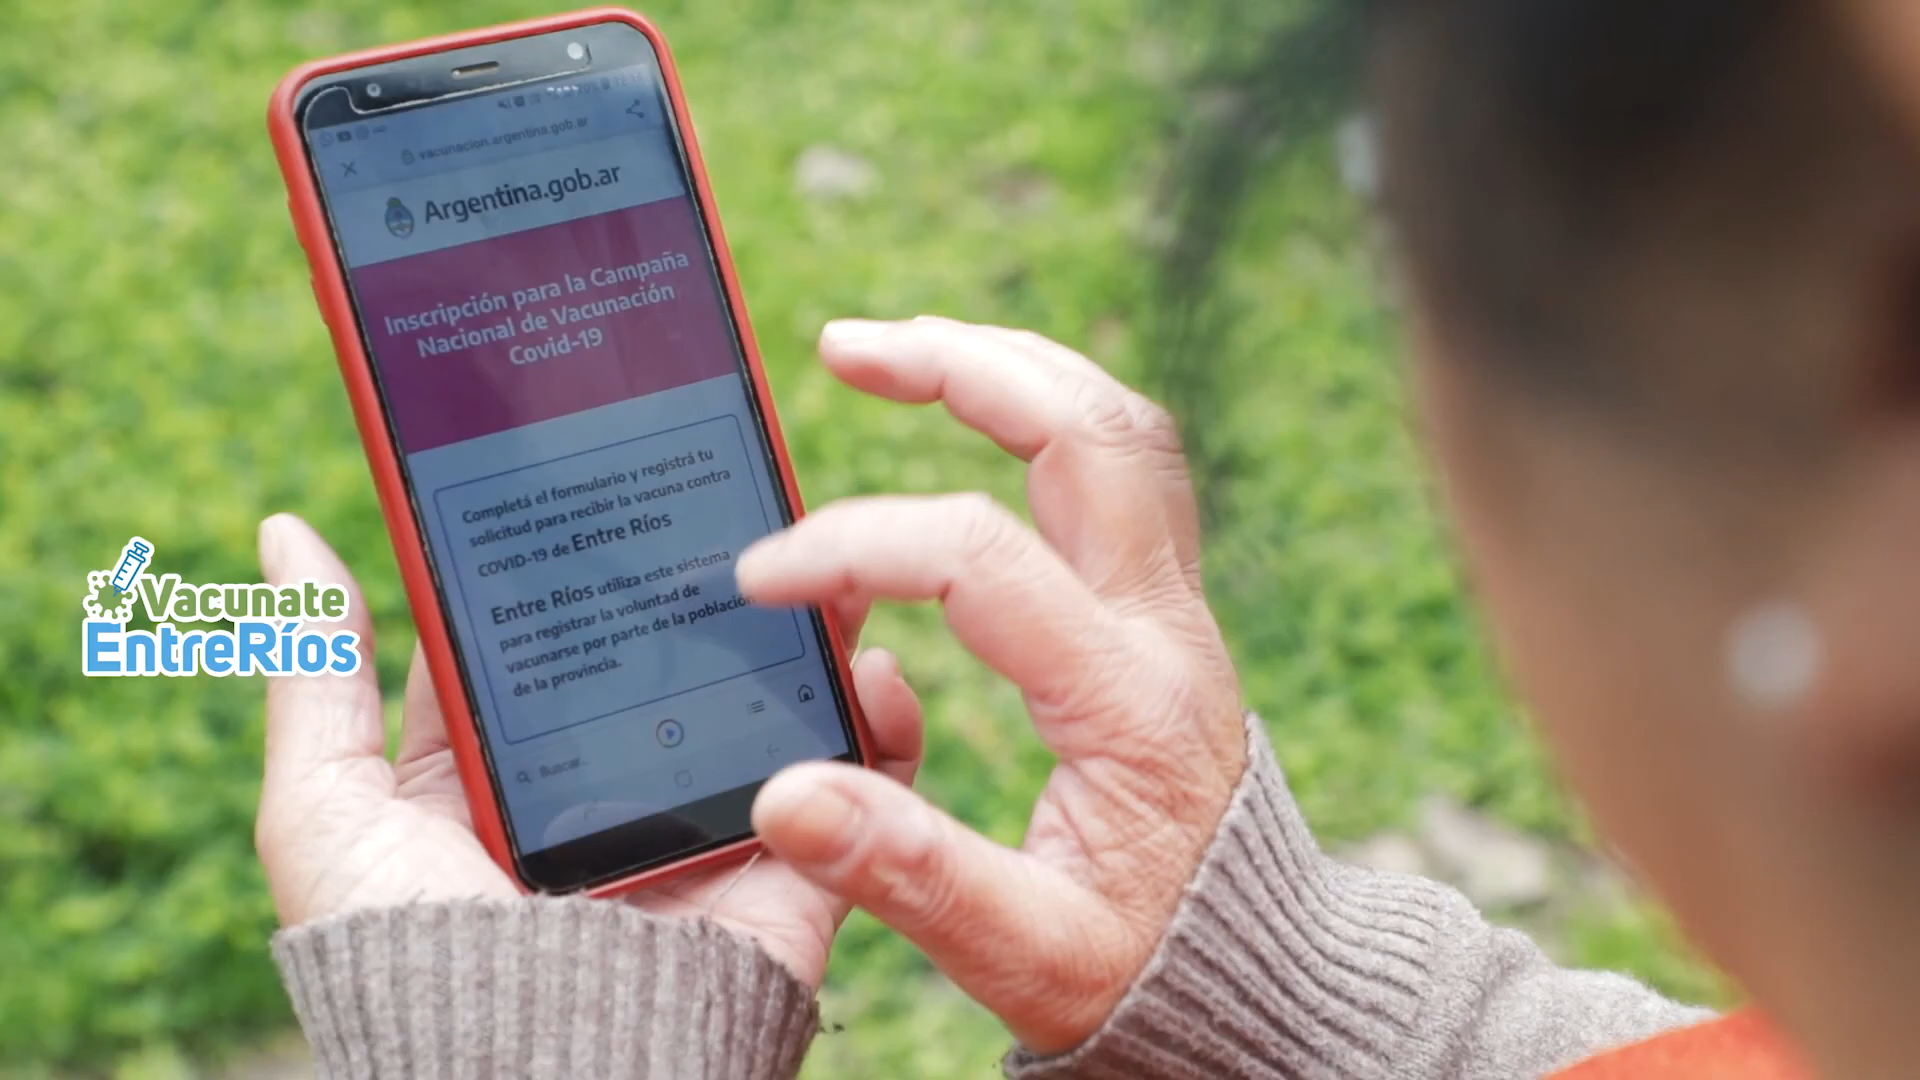 vacunacion.argentina.gob.ar
Argentina.gob.ar
Inscripción para la Campaña
Nacional de Vacunación
Covid-19
Completá el formulario y registrá tu
solicitud para recibir la vacuna contra
COVID-19 de Entre Ríos
Entre Ríos utiliza este sistema
para registrar la voluntad de
vacunarse por parte de la población
de la provincia.
Buscar..
Vacunate
EntreRíos